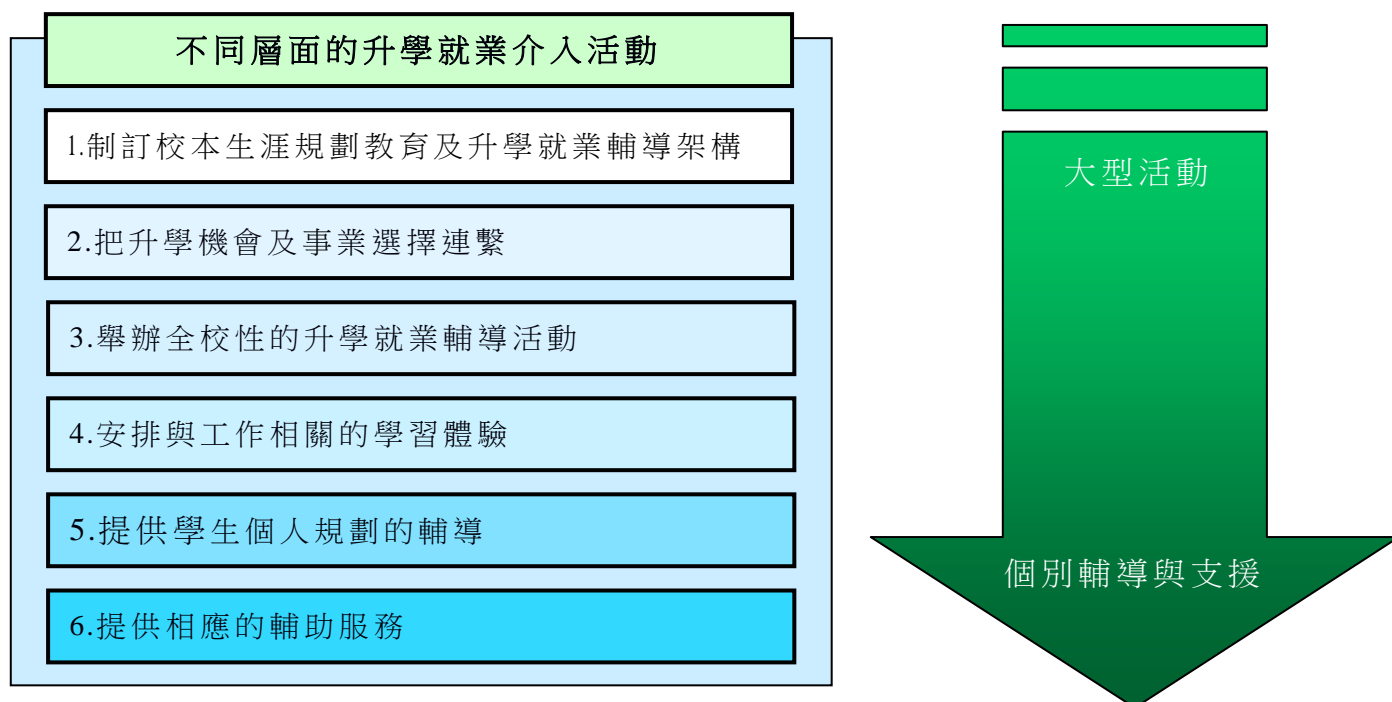 不同層面的升學就業介入活動
1.制訂校本生涯規劃教育及升學就業輔導架構
2.把升學機會及事業選擇連繫
3.舉辦全校性的升學就業輔導活動
4.安排與工作相關的學習體驗
5.提供學生個人規劃的輔導
6.提供相應的輔助服務
大型活動
個別輔導與支援